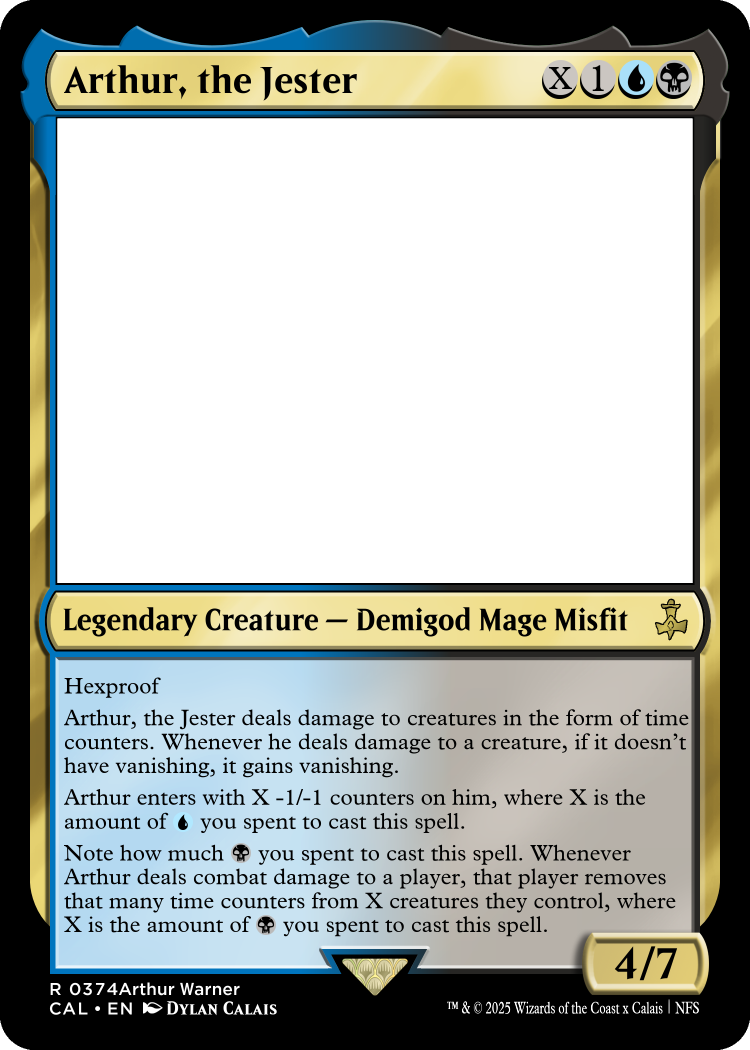 Arthur, the Jester X 1
Legendary Creature — Demigod Mage Misfit
Hexproof
Arthur, the Jester deals damage to creatures in the form of time
counters. Whenever he deals damage to a creature, if it doesn't
have vanishing, it gains vanishing.
Arthur enters with X -1/-1 counters on him, where X is the
amount of you spent to cast this spell.
Note how much you spent to cast this spell. Whenever
Arthur deals combat damage to a player, that player removes
that many time counters from X creatures they control, where
X is the amount of you spent to cast this spell.
4/7
R 0374Arthur Warner
CAL • EN DYLAN CALAIS
™ & © 2025 Wizards of the Coast x Calais | NFS